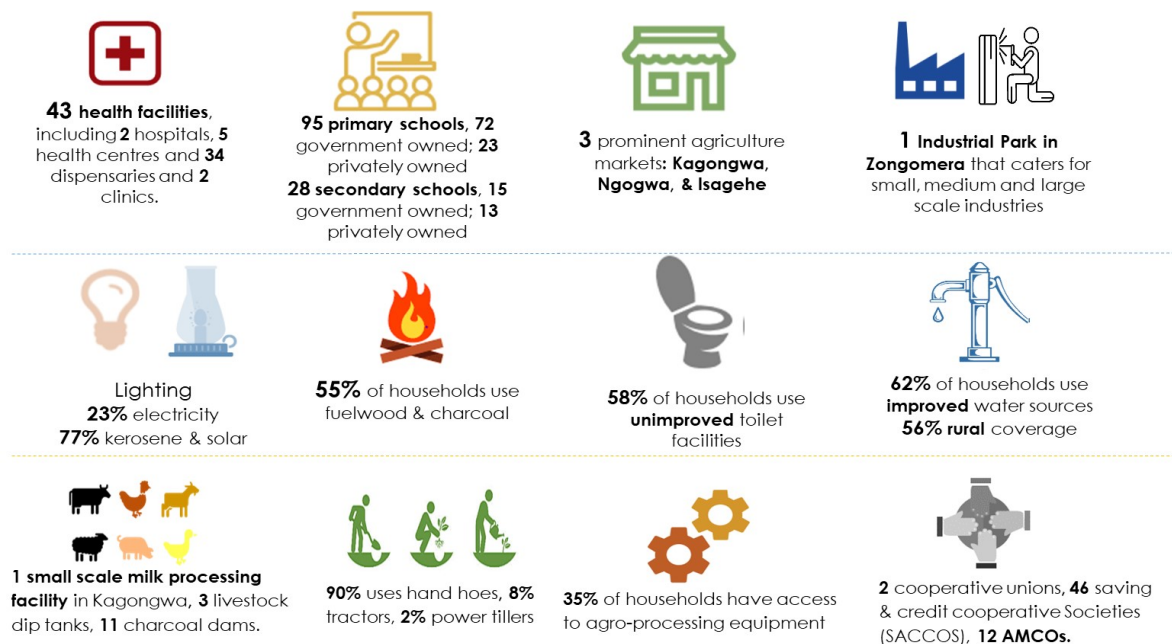 43 health facilities,
including 2 hospitals, 5
health centres and 34
dispensaries and 2
clinics.
95 primary schools, 72
government owned; 23
privately owned
28 secondary schools, 15
government owned; 13
privately owned
3 prominent agriculture
markets: Kagongwa,
Ngogwa, & Isagehe
1 Industrial Park in
Zongomera that caters for
small, medium and large
scale industries
Lighting
23% electricity
77% kerosene & solar
55% of households use
fuelwood & charcoal
58% of households use
unimproved toilet
facilities
62% of households use
improved water sources
56% rural coverage
1 small scale milk processing
facility in Kagongwa, 3 livestock
dip tanks, 11 charcoal dams.
90% uses hand hoes, 8%
tractors, 2% power tillers
35% of households have access
to agro-processing equipment
2 cooperative unions, 46 saving
& credit cooperative Societies
(SACCOS), 12 AMCOs.